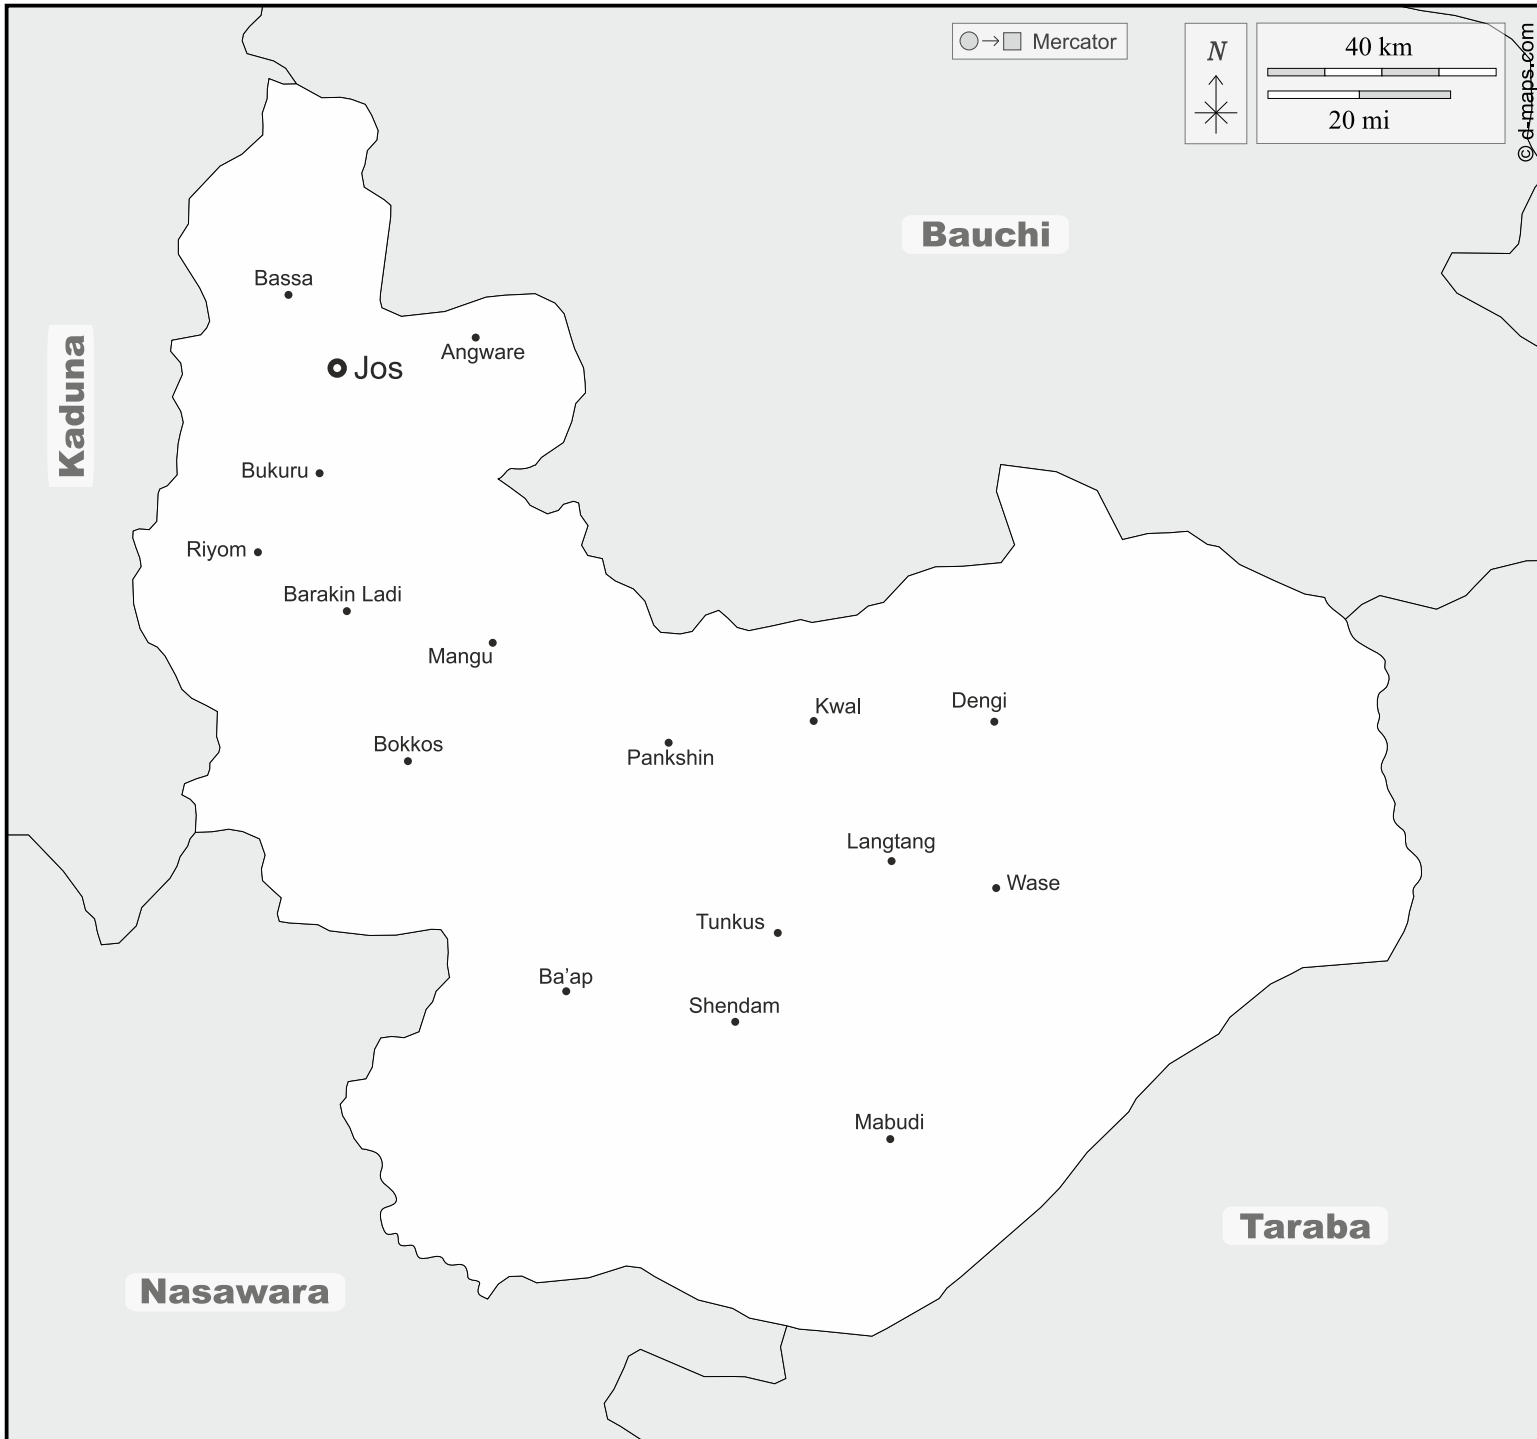 Mercator
N
40 km
20 mi
© d-maps.com
Bauchi
Kaduna
Bassa
Angware
Jos
Bukuru
Riyom
Barakin Ladi
Mangu
Kwal
Dengi
Bokkos
Pankshin
Langtang
Wase
Tunkus
Ba'ap
Shendam
Mabudi
Taraba
Nasawara